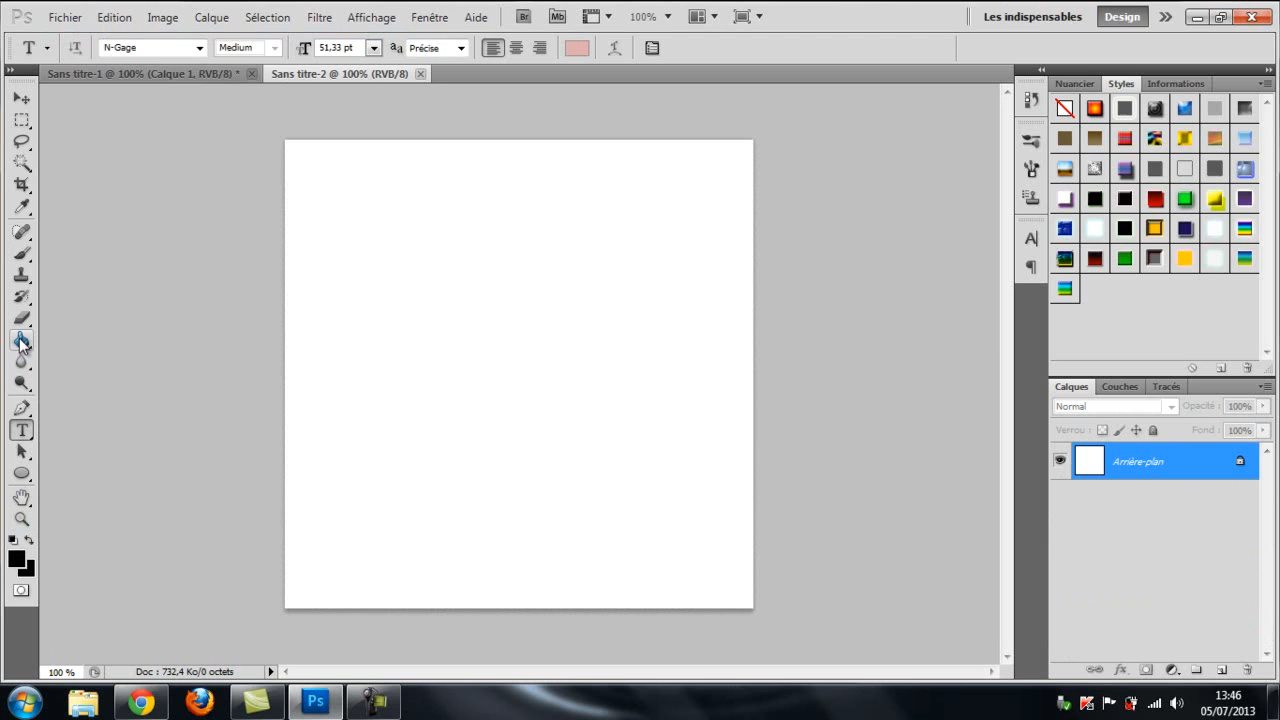 Ps Fichier Edition Image Calque Sélection Filtre Affichage Fenêtre Aide Br Mb 100% Les indispensables Design
T N-Gage Medium 51,33 pt aa Précise
Sans titre-1 @ 100% (Calque 1, RVB/8) * Sans titre-2 @ 100% (RVB/8)
Nuancier Styles Informations
Calques Couches Tracés
Normal Opacité : 100%
Verrou : Fond : 100%
Arrière-plan
100 % Doc : 732,4 Ko/0 octets
Ps
13:46
05/07/2013